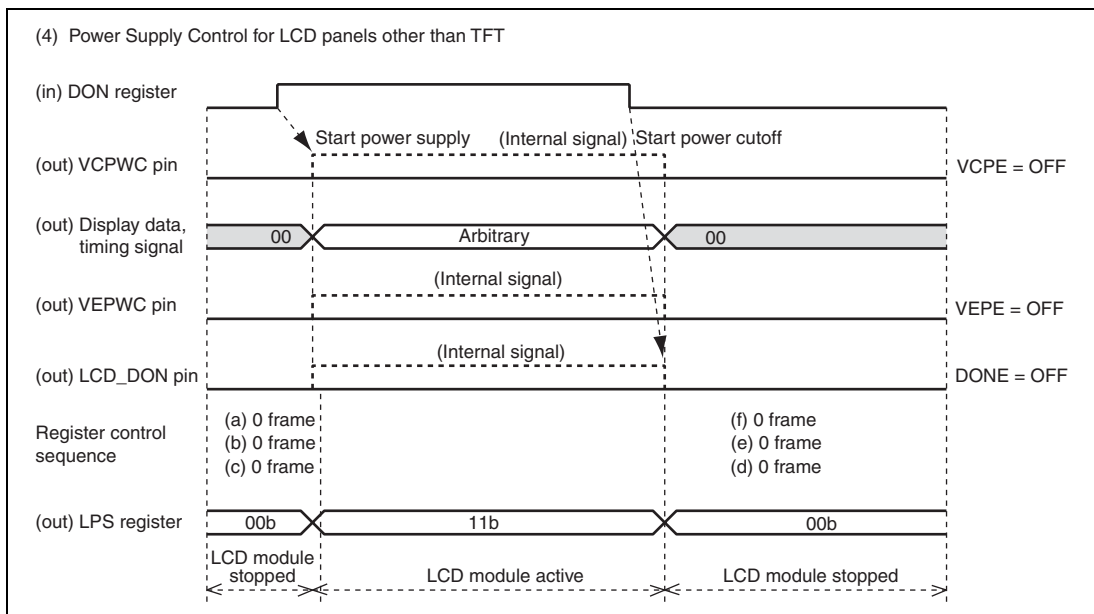 (4) Power Supply Control for LCD panels other than TFT
(in) DON register
Start power supply
(Internal signal)
Start power cutoff
(out) VCPWC pin
VCPE = OFF
(out) Display data,
timing signal
00
Arbitrary
00
(Internal signal)
(out) VEPWC pin
VEPE = OFF
(Internal signal)
(out) LCD_DON pin
DONE = OFF
Register control
sequence
(a) 0 frame
(b) 0 frame
(c) 0 frame
(f) 0 frame
(e) 0 frame
(d) 0 frame
(out) LPS register
00b
11b
00b
LCD module
stopped
LCD module active
LCD module stopped